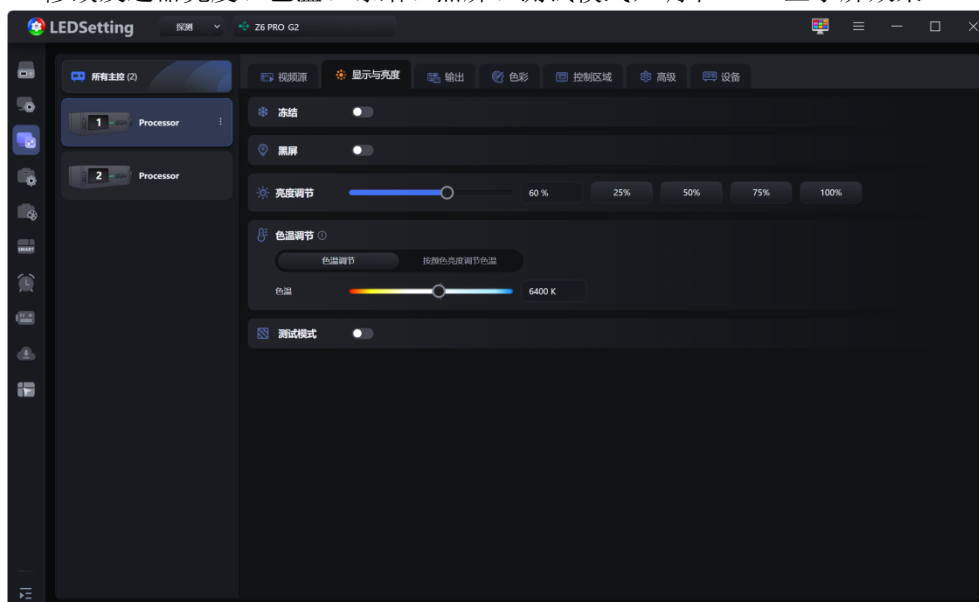 LEDSetting 探测 Z6 PRO G2
所有主控 (2)
1 Processor
2 Processor
SMART
视频源 显示与亮度 输出 色彩 控制区域 高级 设备
冻结
黑屏
亮度调节 60 % 25% 50% 75% 100%
色温调节
色温调节 按颜色亮度调节色温
色温 6400 K
测试模式